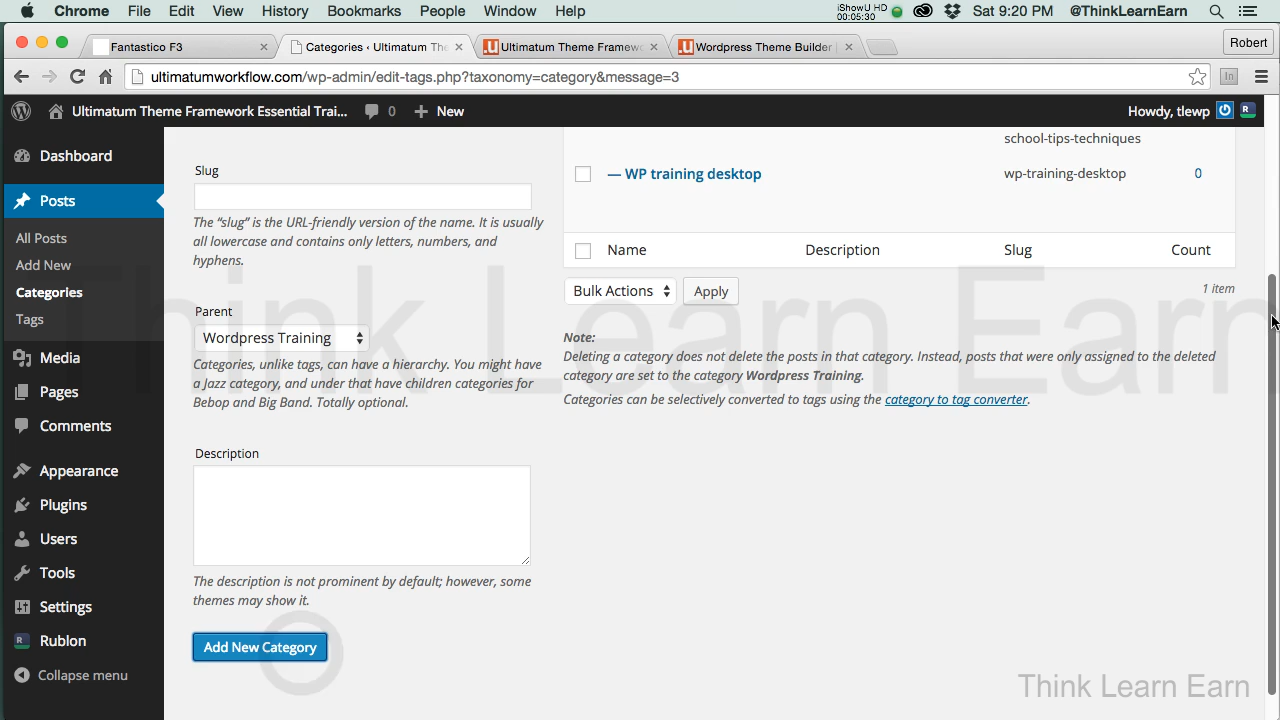 Chrome File Edit View History Bookmarks People Window Help iShowU HD 00:05:30 Sat 9:20 PM @ThinkLearnEarn
Fantastico F3 Categories ‹ Ultimatum The Ultimatum Theme Framew Wordpress Theme Builder Robert
ultimatumworkflow.com/wp-admin/edit-tags.php?taxonomy=category&message=3
Ultimatum Theme Framework Essential Trai... 0 + New Howdy, tlewp
Dashboard
Posts
All Posts
Add New
Categories
Tags
Media
Pages
Comments
Appearance
Plugins
Users
Tools
Settings
Rublon
Collapse menu
Slug
The “slug” is the URL-friendly version of the name. It is usually
all lowercase and contains only letters, numbers, and
hyphens.
Parent
Wordpress Training
Categories, unlike tags, can have a hierarchy. You might have
a Jazz category, and under that have children categories for
Bebop and Big Band. Totally optional.
Description
The description is not prominent by default; however, some
themes may show it.
Add New Category
school-tips-techniques
— WP training desktop wp-training-desktop 0
Name Description Slug Count
Bulk Actions Apply 1 item
Note:
Deleting a category does not delete the posts in that category. Instead, posts that were only assigned to the deleted
category are set to the category Wordpress Training.
Categories can be selectively converted to tags using the category to tag converter.
Think Learn Earn
Think Learn Earn